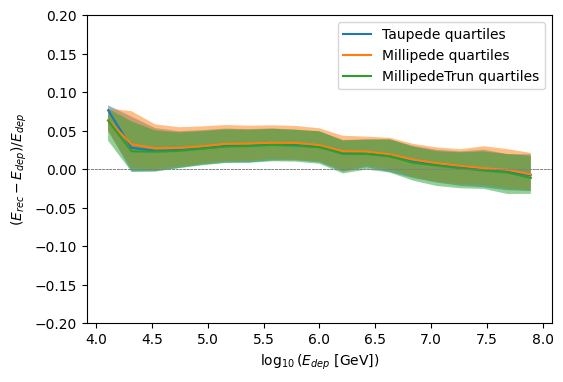 0.20
0.15
0.10
0.05
0.00
−0.05
−0.10
−0.15
−0.20
(E_rec − E_dep)/E_dep
Taupede quartiles
Millipede quartiles
MillipedeTrun quartiles
4.0 4.5 5.0 5.5 6.0 6.5 7.0 7.5 8.0
log₁₀(E_dep [GeV])